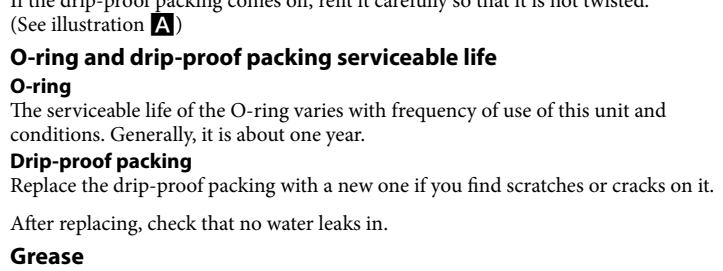 If the drip-proof packing comes off, refit it carefully so that it is not twisted.
(See illustration A)
O-ring and drip-proof packing serviceable life
O-ring
The serviceable life of the O-ring varies with frequency of use of this unit and
conditions. Generally, it is about one year.
Drip-proof packing
Replace the drip-proof packing with a new one if you find scratches or cracks on it.
After replacing, check that no water leaks in.
Grease